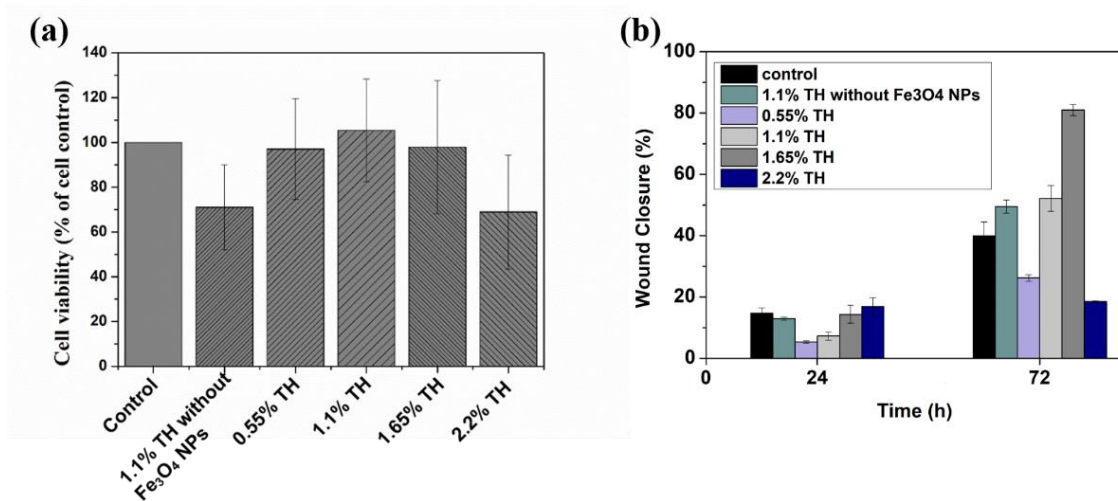 (a)
Cell viability (% of cell control)
140
120
100
80
60
40
20
0
Control
1.1% TH without
Fe₃O₄ NPs
0.55% TH
1.1% TH
1.65% TH
2.2% TH
(b)
Wound Closure (%)
100
80
60
40
20
0
control
1.1% TH without Fe3O4 NPs
0.55% TH
1.1% TH
1.65% TH
2.2% TH
0
24
72
Time (h)